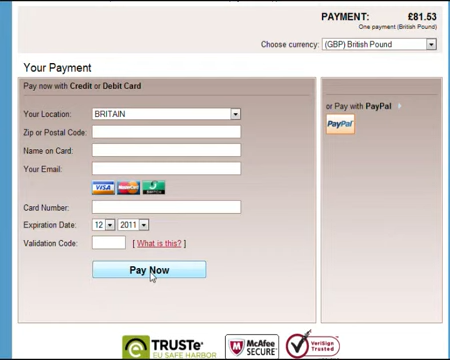 PAYMENT: £81.53
One payment (British Pound)
Choose currency: (GBP) British Pound
Your Payment
Pay now with Credit or Debit Card
Your Location: BRITAIN
or Pay with PayPal
PayPal
Zip or Postal Code:
Name on Card:
Your Email:
VISA MasterCard
Card Number:
Expiration Date: 12 2011
Validation Code: [ What is this? ]
Pay Now
TRUSTe
EU SAFE HARBOR
McAfee
SECURE
VeriSign
Trusted